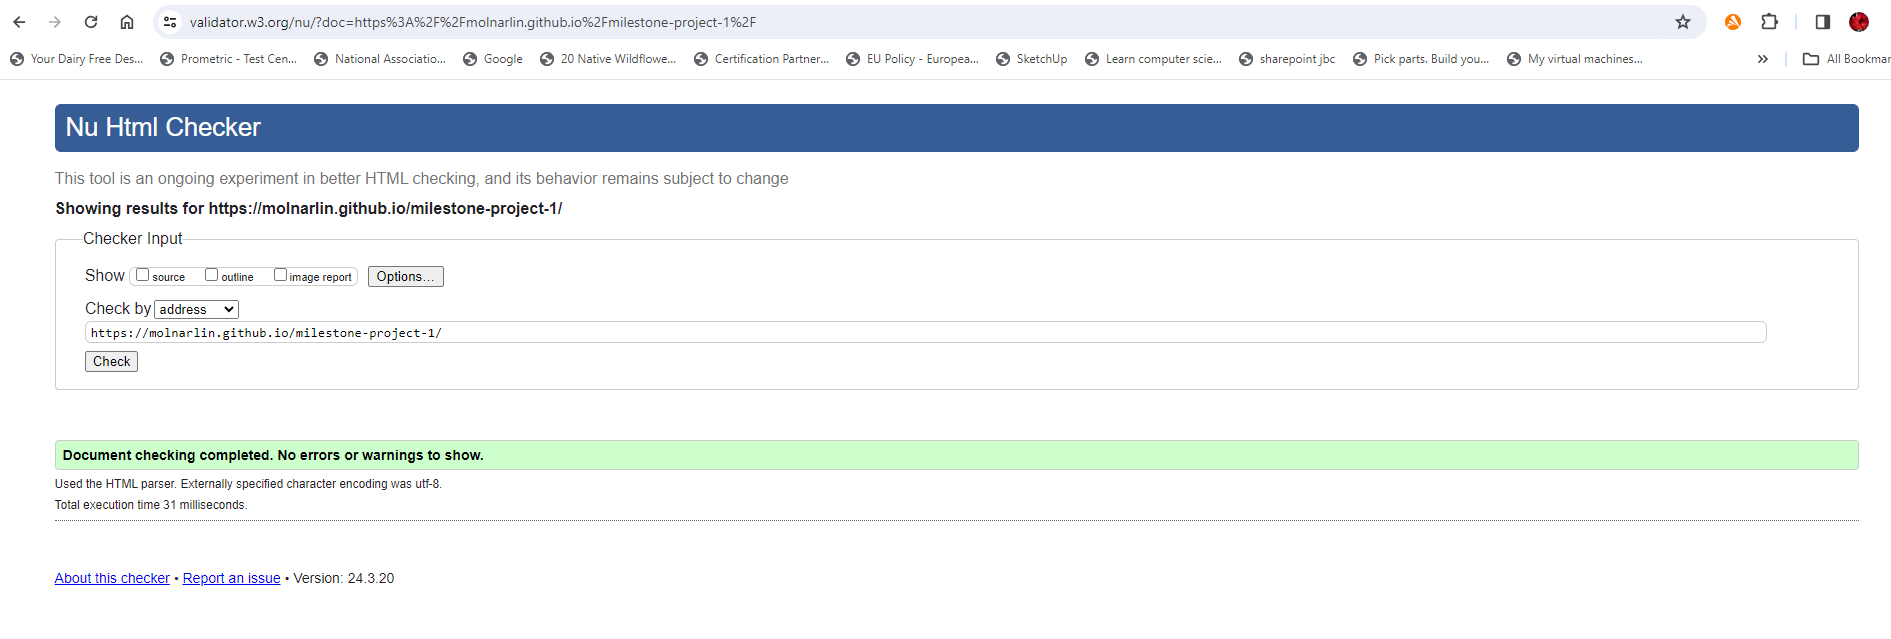 validator.w3.org/nu/?doc=https%3A%2F%2Fmolnarlin.github.io%2Fmilestone-project-1%2F
Your Dairy Free Des... Prometric - Test Cen... National Associatio... Google 20 Native Wildflowe... Certification Partner... EU Policy - Europea... SketchUp Learn computer scie... sharepoint jbc Pick parts. Build you... My virtual machines... » All Bookmar
Nu Html Checker
This tool is an ongoing experiment in better HTML checking, and its behavior remains subject to change
Showing results for https://molnarlin.github.io/milestone-project-1/
Checker Input
Show source outline image report Options...
Check by address
https://molnarlin.github.io/milestone-project-1/
Check
Document checking completed. No errors or warnings to show.
Used the HTML parser. Externally specified character encoding was utf-8.
Total execution time 31 milliseconds.
About this checker • Report an issue • Version: 24.3.20